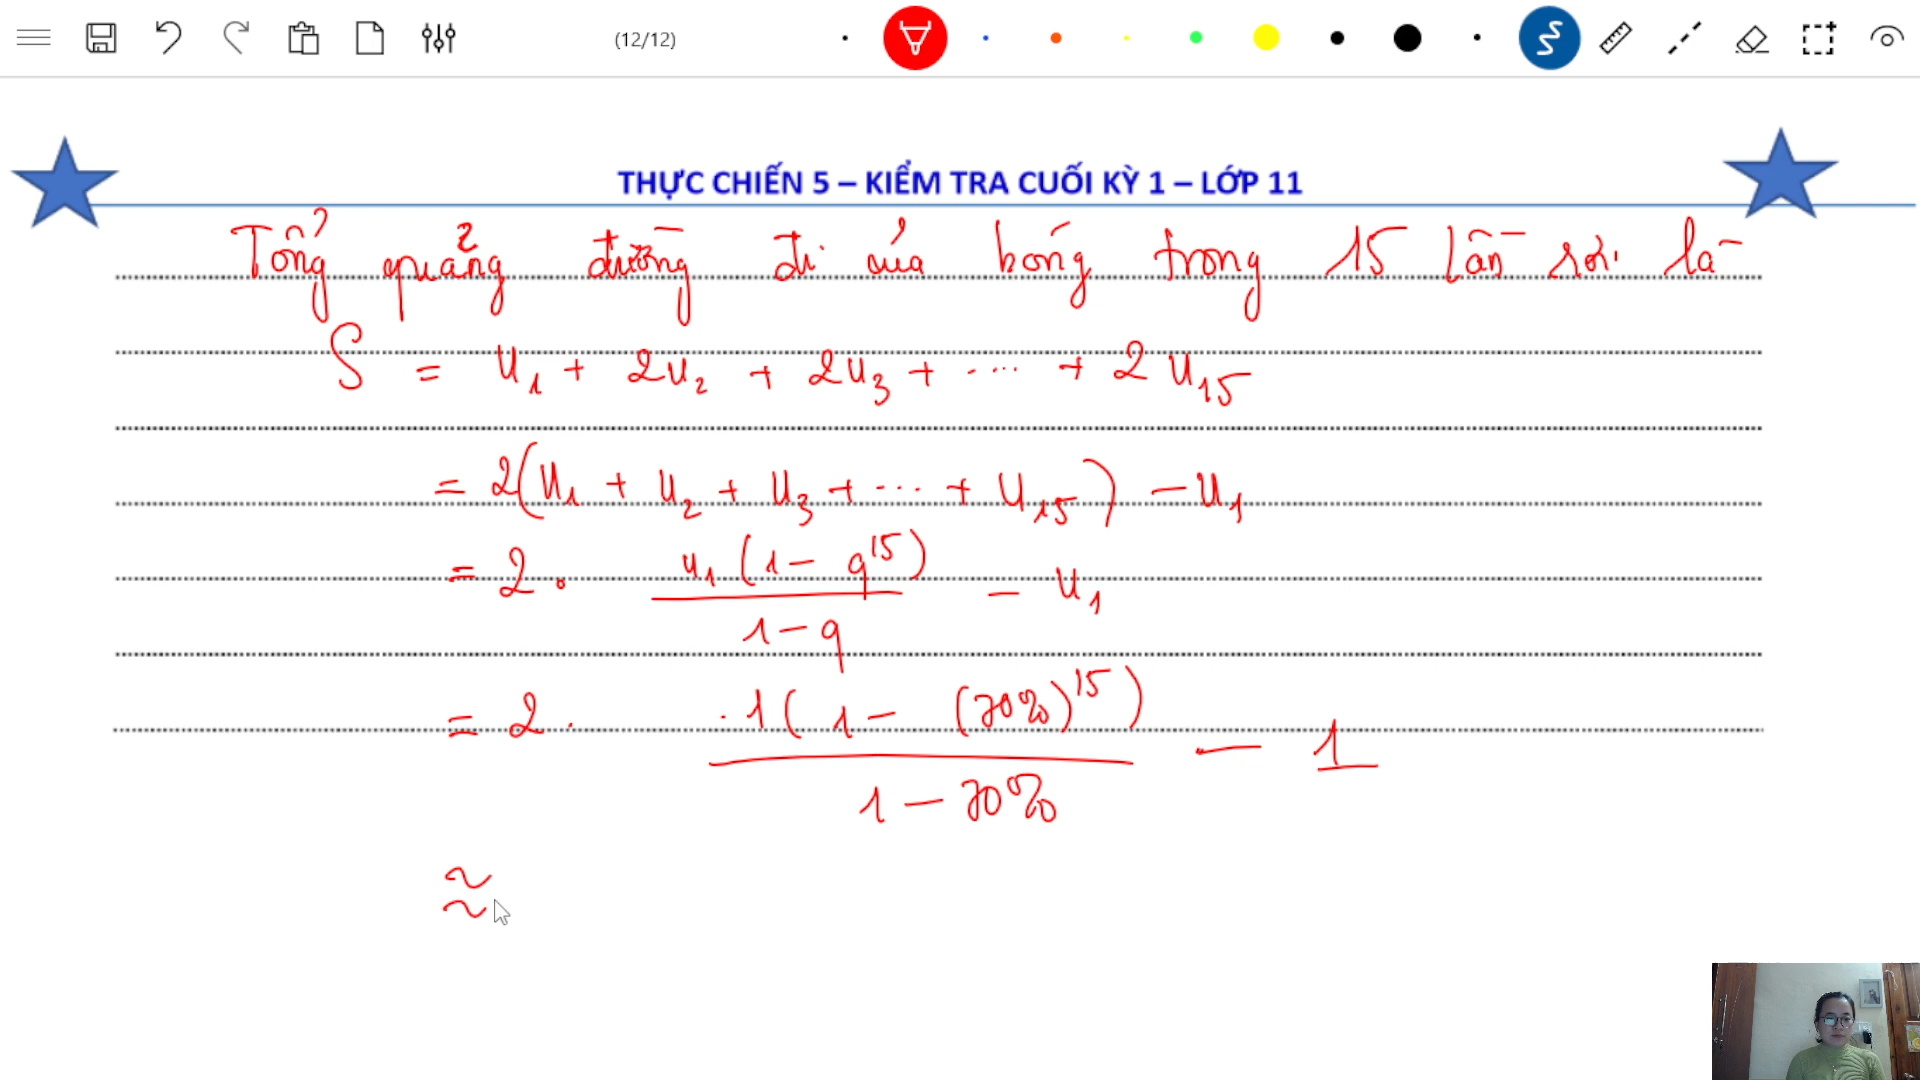 (12/12)
THỰC CHIẾN 5 – KIỂM TRA CUỐI KỲ 1 – LỚP 11
Tổng quảng đường đi của bóng trong 15 lần rơi là
S = u₁ + 2u₂ + 2u₃ + .... + 2u₁₅
= 2(u₁ + u₂ + u₃ + ... + u₁₅) - u₁
= 2 . u₁(1 - q¹⁵) / (1 - q) - u₁
= 2 . .1(1 - (70%)¹⁵) / (1 - 70%) - 1
≈